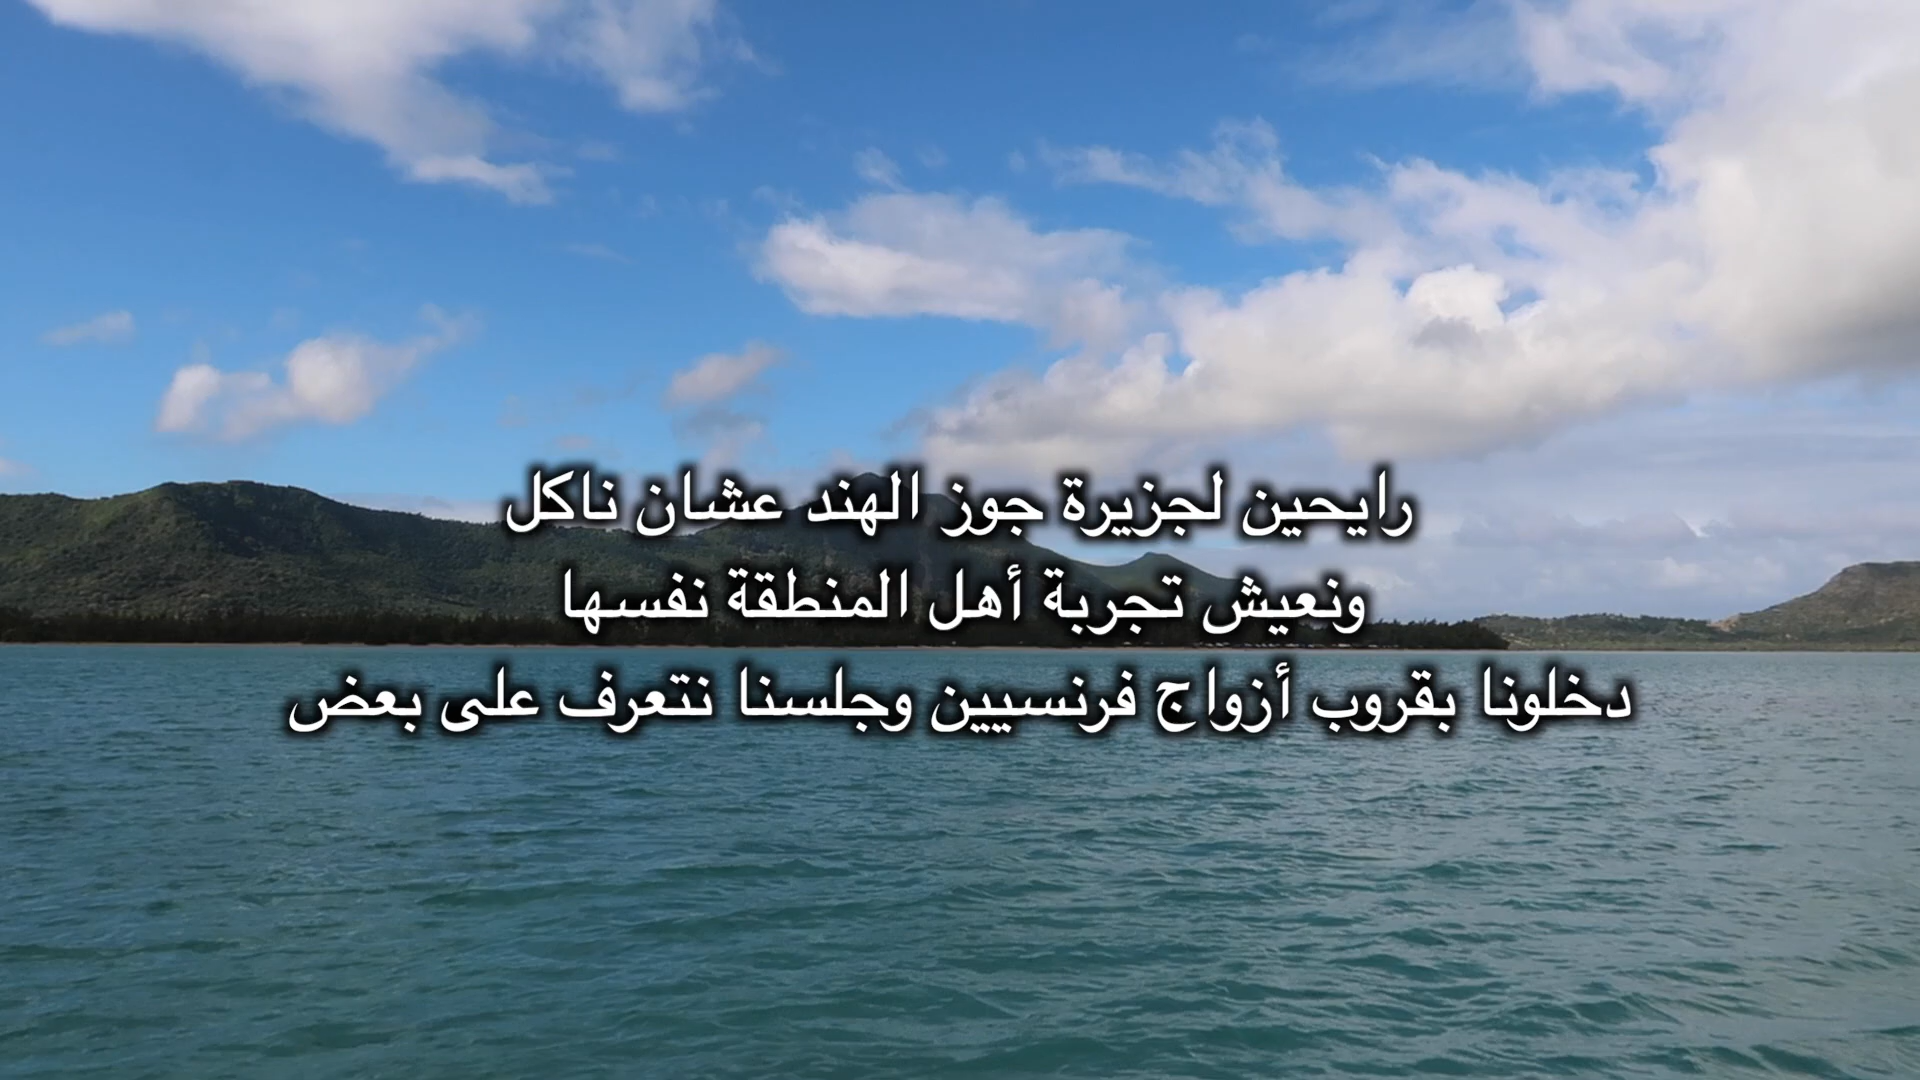 رايحين لجزيرة جوز الهند عشان ناكل
ونعيش تجربة أهل المنطقة نفسها
دخلونا بقروب أزواج فرنسيين وجلسنا نتعرف على بعض